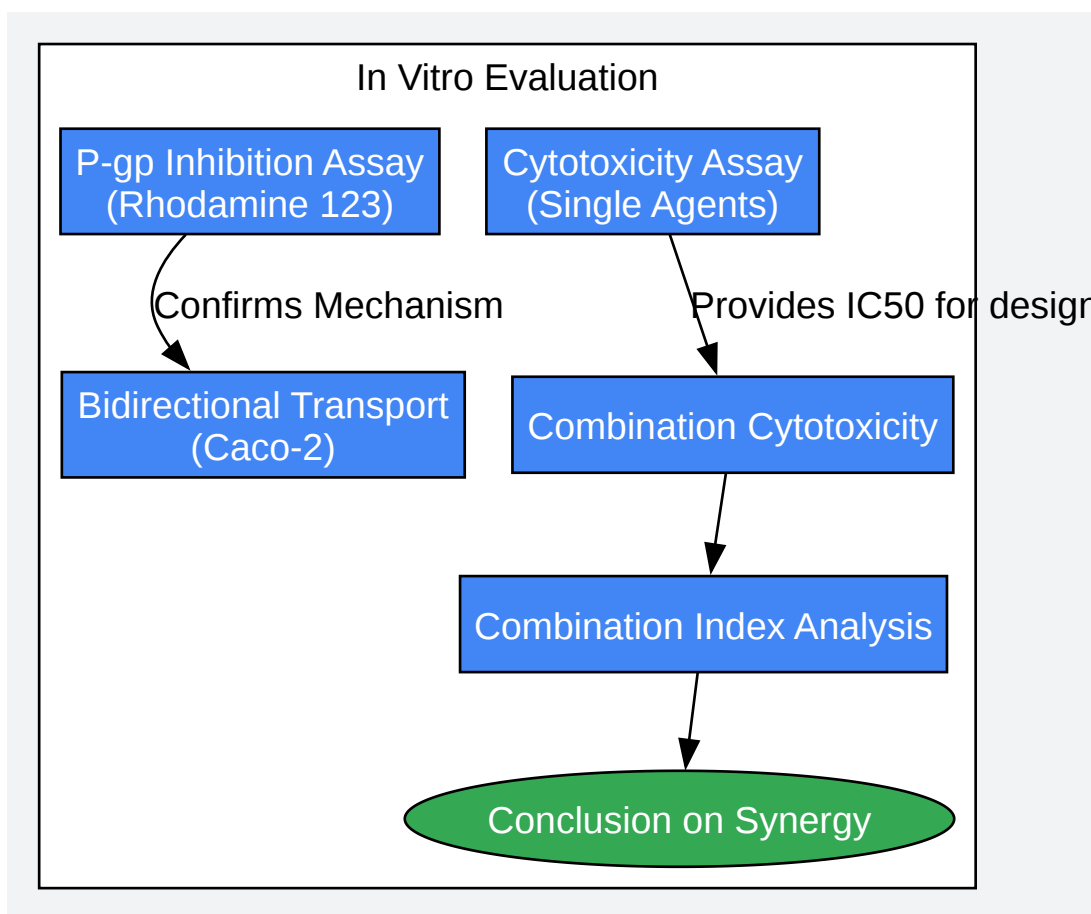 In Vitro Evaluation
P-gp Inhibition Assay
(Rhodamine 123)
Cytotoxicity Assay
(Single Agents)
Confirms Mechanism
Provides IC50 for design
Bidirectional Transport
(Caco-2)
Combination Cytotoxicity
Combination Index Analysis
Conclusion on Synergy